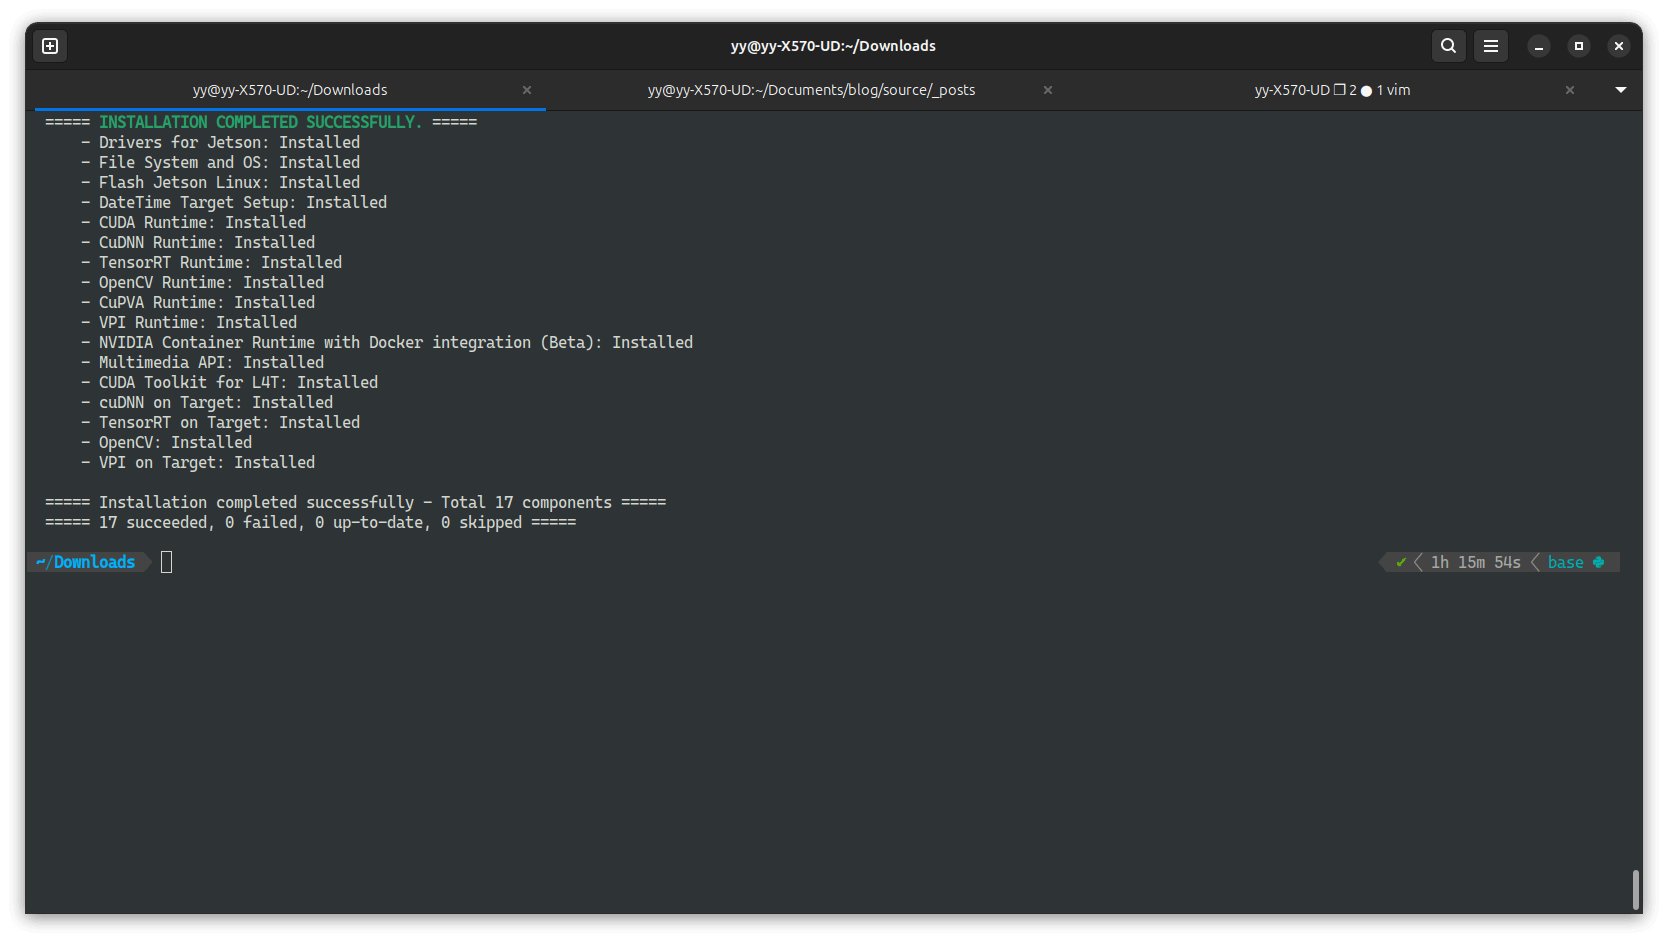 yy@yy-X570-UD:~/Downloads
yy@yy-X570-UD:~/Downloads
yy@yy-X570-UD:~/Documents/blog/source/_posts
yy-X570-UD ❐ 2 ● 1 vim
===== INSTALLATION COMPLETED SUCCESSFULLY. =====
- Drivers for Jetson: Installed
- File System and OS: Installed
- Flash Jetson Linux: Installed
- DateTime Target Setup: Installed
- CUDA Runtime: Installed
- CuDNN Runtime: Installed
- TensorRT Runtime: Installed
- OpenCV Runtime: Installed
- CuPVA Runtime: Installed
- VPI Runtime: Installed
- NVIDIA Container Runtime with Docker integration (Beta): Installed
- Multimedia API: Installed
- CUDA Toolkit for L4T: Installed
- cuDNN on Target: Installed
- TensorRT on Target: Installed
- OpenCV: Installed
- VPI on Target: Installed
===== Installation completed successfully - Total 17 components =====
===== 17 succeeded, 0 failed, 0 up-to-date, 0 skipped =====
~/Downloads ✔ 1h 15m 54s base